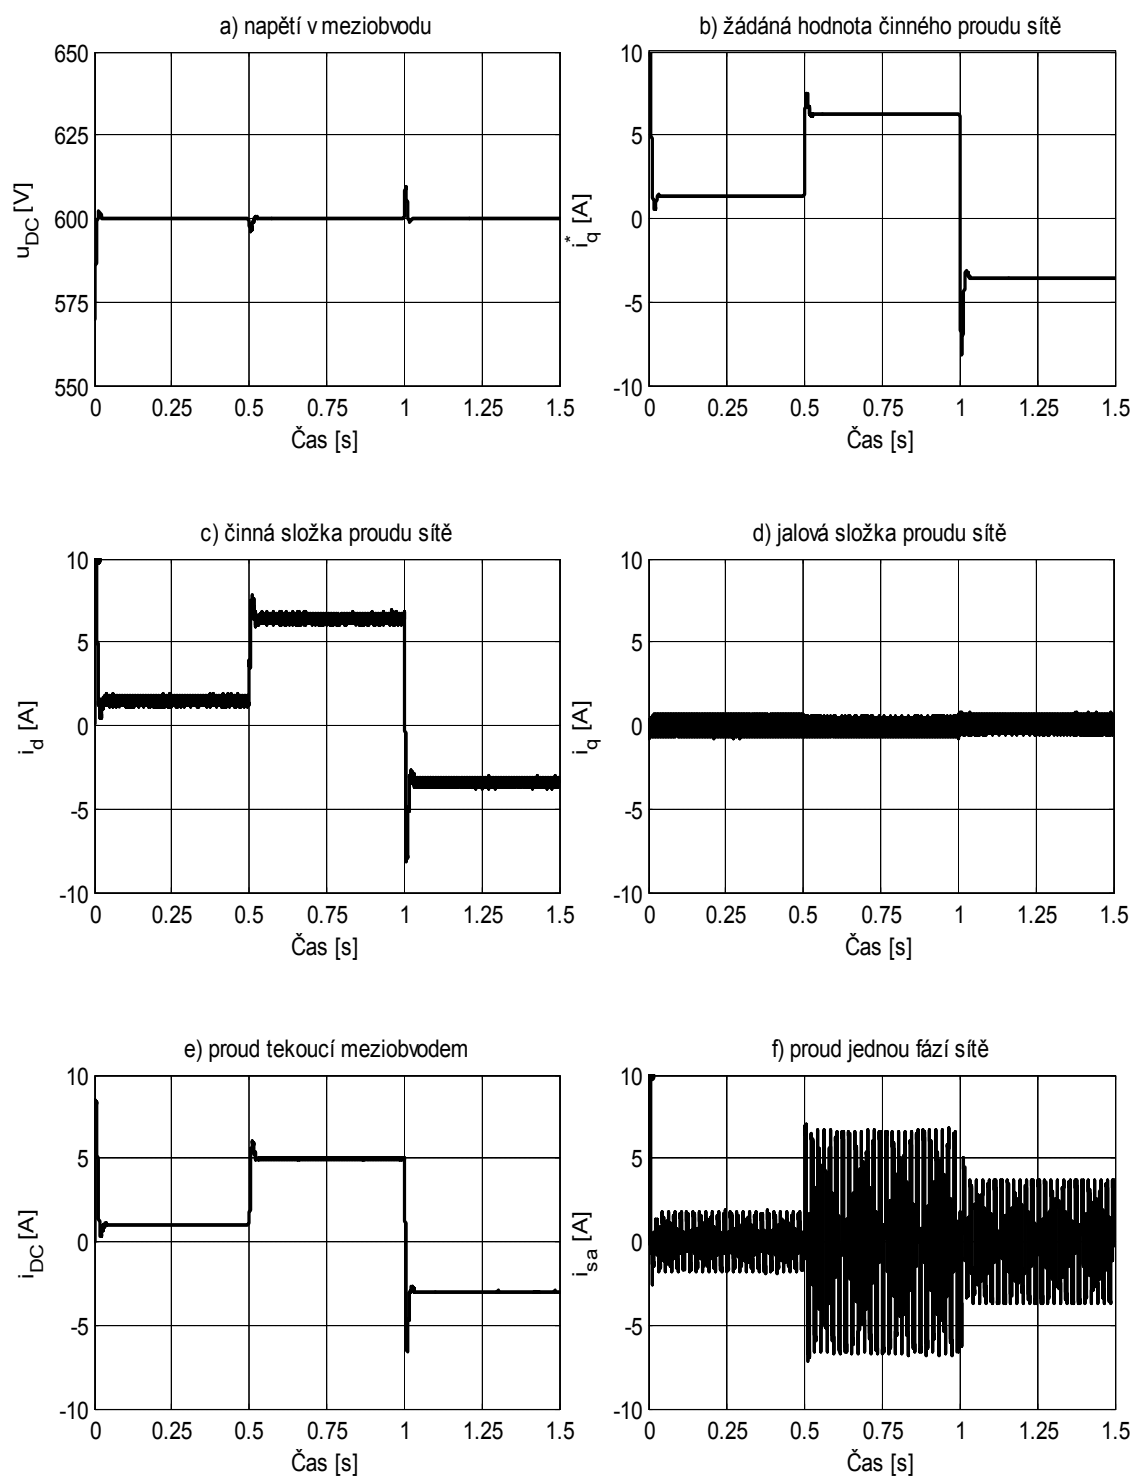 a) napětí v meziobvodu
650
625
600
575
550
u_DC [V]
0 0.25 0.5 0.75 1 1.25 1.5
Čas [s]
b) žádáná hodnota činného proudu sítě
10
5
0
-5
-10
i*_q [A]
0 0.25 0.5 0.75 1 1.25 1.5
Čas [s]
c) činná složka proudu sítě
10
5
0
-5
-10
i_d [A]
0 0.25 0.5 0.75 1 1.25 1.5
Čas [s]
d) jalová složka proudu sítě
10
5
0
-5
-10
i_q [A]
0 0.25 0.5 0.75 1 1.25 1.5
Čas [s]
e) proud tekoucí meziobvodem
10
5
0
-5
-10
i_DC [A]
0 0.25 0.5 0.75 1 1.25 1.5
Čas [s]
f) proud jednou fází sítě
10
5
0
-5
-10
i_sa [A]
0 0.25 0.5 0.75 1 1.25 1.5
Čas [s]